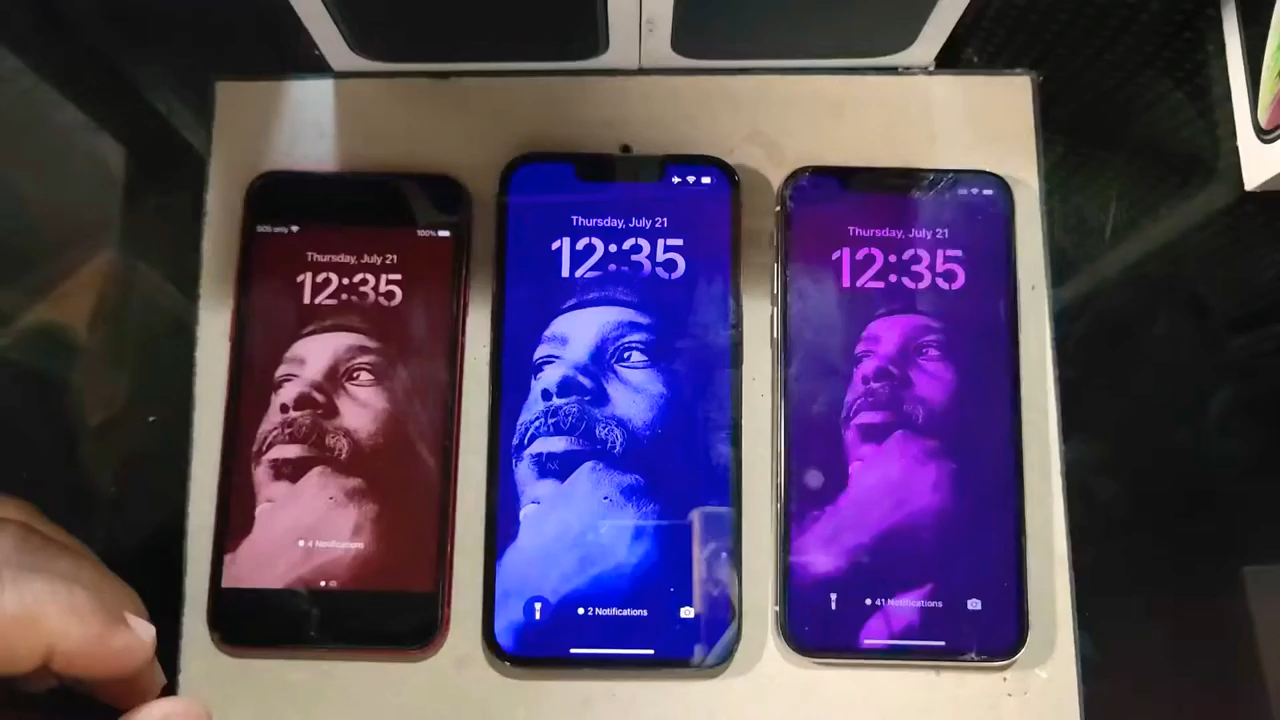 SOS only
100%
Thursday, July 21
12:35
4 Notifications
Thursday, July 21
12:35
2 Notifications
Thursday, July 21
12:35
41 Notifications